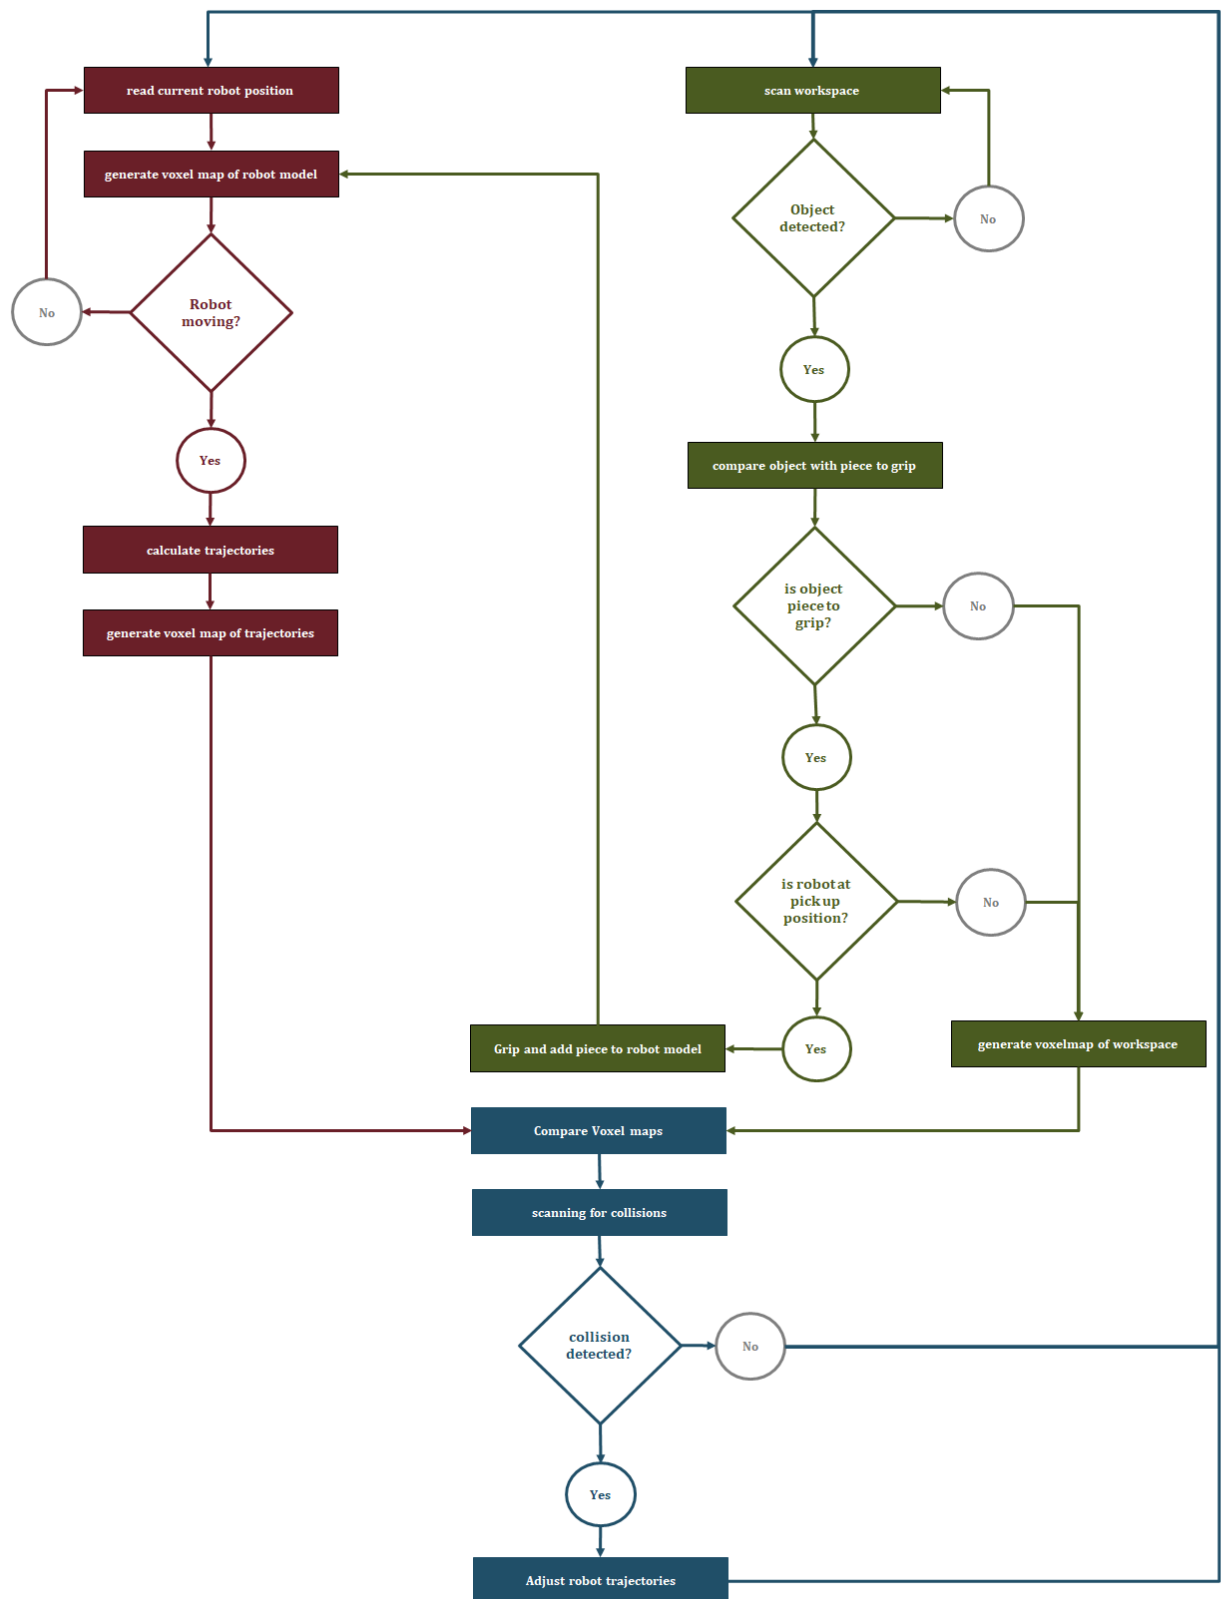 read current robot position
generate voxel map of robot model
Robot
moving?
No
Yes
calculate trajectories
generate voxel map of trajectories
scan workspace
Object
detected?
No
Yes
compare object with piece to grip
is object
piece to
grip?
No
Yes
is robot at
pick up
position?
No
Yes
Grip and add piece to robot model
generate voxelmap of workspace
Compare Voxel maps
scanning for collisions
collision
detected?
No
Yes
Adjust robot trajectories